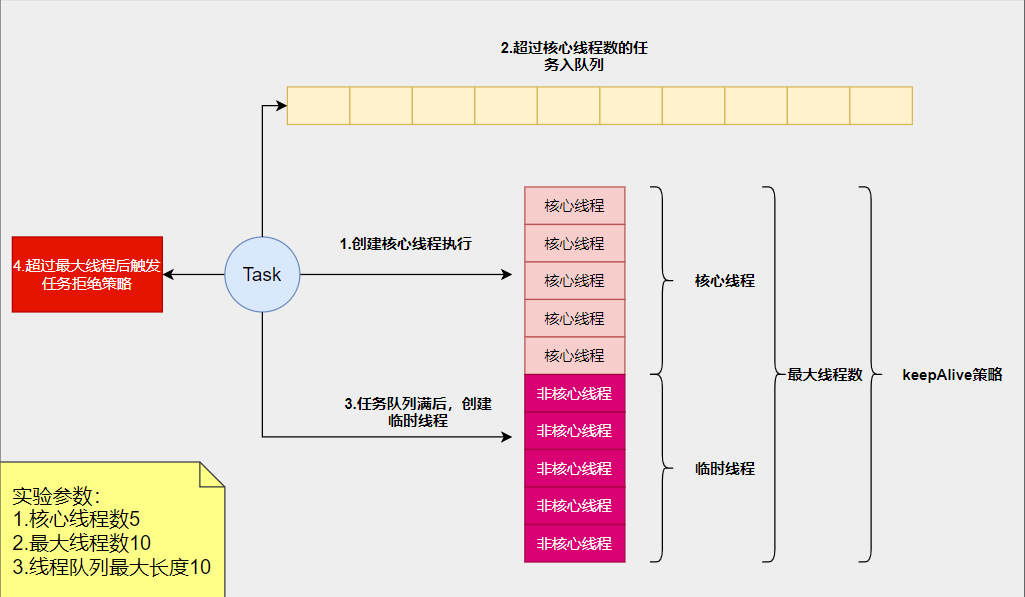 2.超过核心线程数的任
务入队列
1.创建核心线程执行
4.超过最大线程后触发
任务拒绝策略
Task
3.任务队列满后，创建
临时线程
核心线程
核心线程
核心线程
核心线程
核心线程
非核心线程
非核心线程
非核心线程
非核心线程
非核心线程
核心线程
临时线程
最大线程数
keepAlive策略
实验参数：
1.核心线程数5
2.最大线程数10
3.线程队列最大长度10